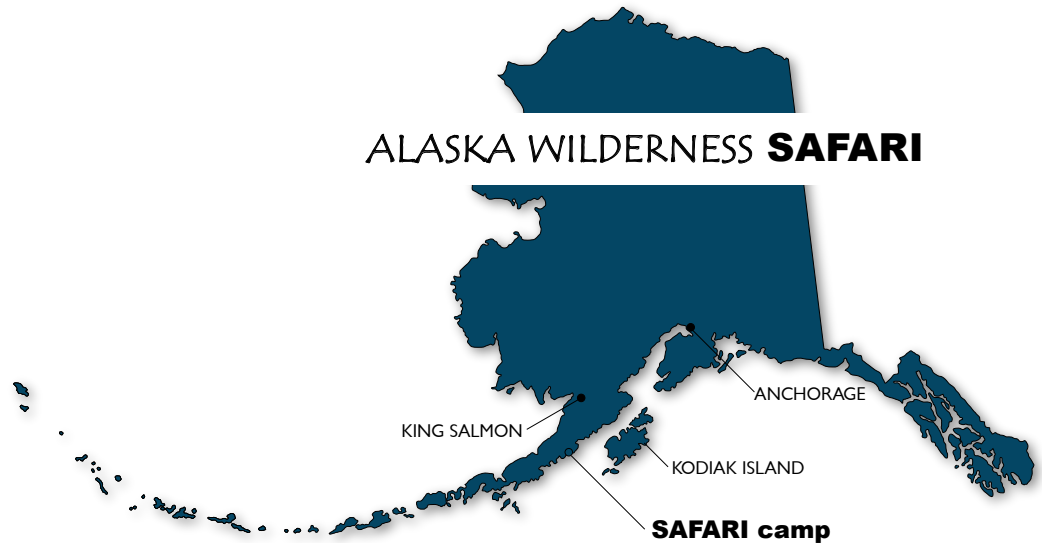 ALASKA WILDERNESS SAFARI
ANCHORAGE
KING SALMON
KODIAK ISLAND
SAFARI camp